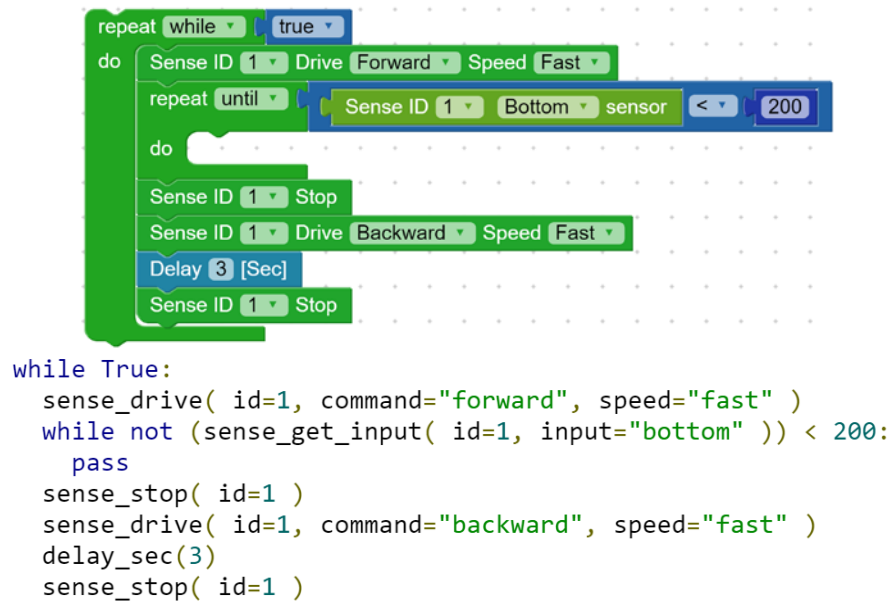 repeat while true
do Sense ID 1 Drive Forward Speed Fast
repeat until Sense ID 1 Bottom sensor < 200
do
Sense ID 1 Stop
Sense ID 1 Drive Backward Speed Fast
Delay 3 [Sec]
Sense ID 1 Stop
while True:
  sense_drive( id=1, command="forward", speed="fast" )
  while not (sense_get_input( id=1, input="bottom" )) < 200:
    pass
  sense_stop( id=1 )
  sense_drive( id=1, command="backward", speed="fast" )
  delay_sec(3)
  sense_stop( id=1 )